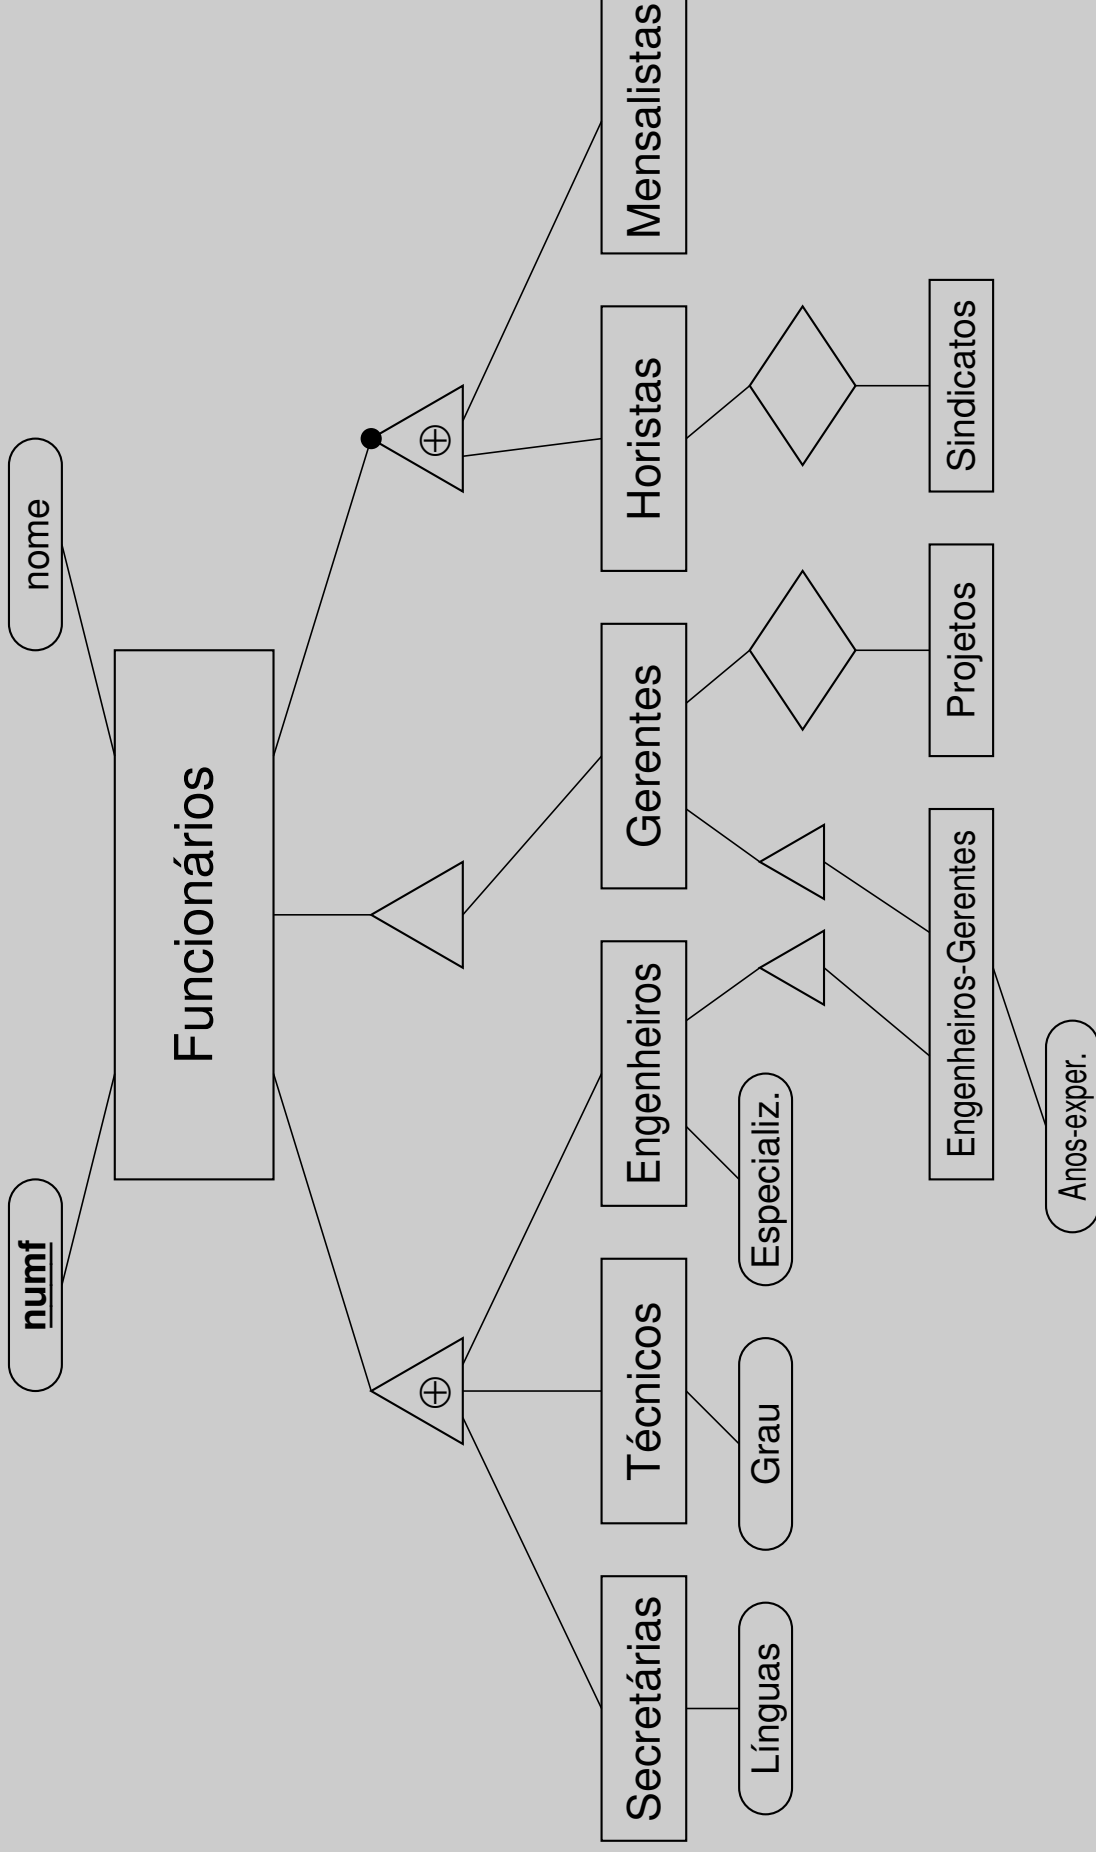 numf
nome
Funcionários
Secretárias
Técnicos
Engenheiros
Gerentes
Horistas
Mensalistas
Línguas
Grau
Especializ.
Engenheiros-Gerentes
Projetos
Sindicatos
Anos-exper.